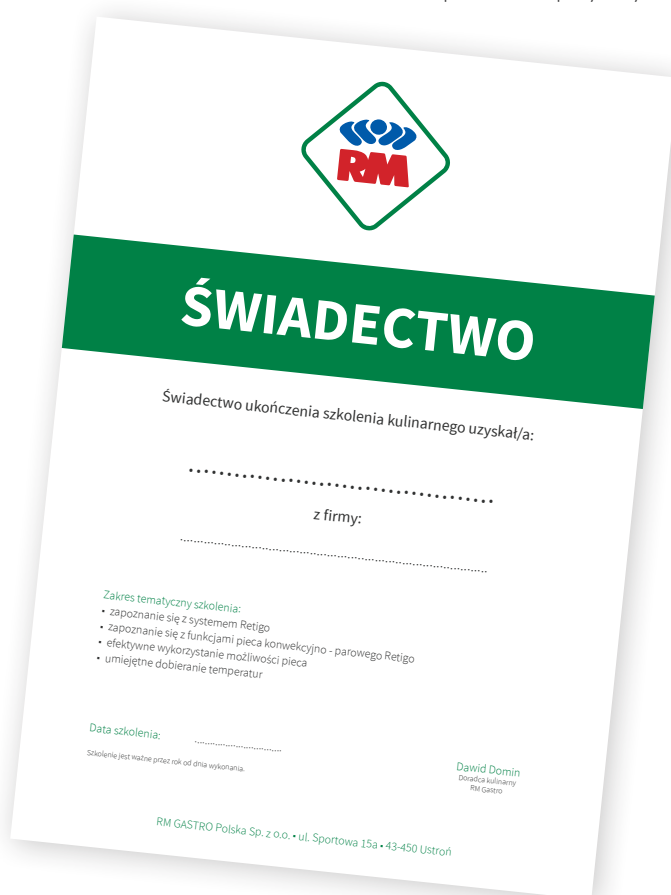 RM
ŚWIADECTWO
Świadectwo ukończenia szkolenia kulinarnego uzyskał/a:
........................................
z firmy:
..........................................................................................
Zakres tematyczny szkolenia:
• zapoznanie się z systemem Retigo
• zapoznanie się z funkcjami pieca konwekcyjno - parowego Retigo
• efektywne wykorzystanie możliwości pieca
• umiejętne dobieranie temperatur
Data szkolenia: ................................
Szkolenie jest ważne przez rok od dnia wykonania.
Dawid Domin
Doradca kulinarny
RM Gastro
RM GASTRO Polska Sp. z o.o. • ul. Sportowa 15a • 43-450 Ustroń